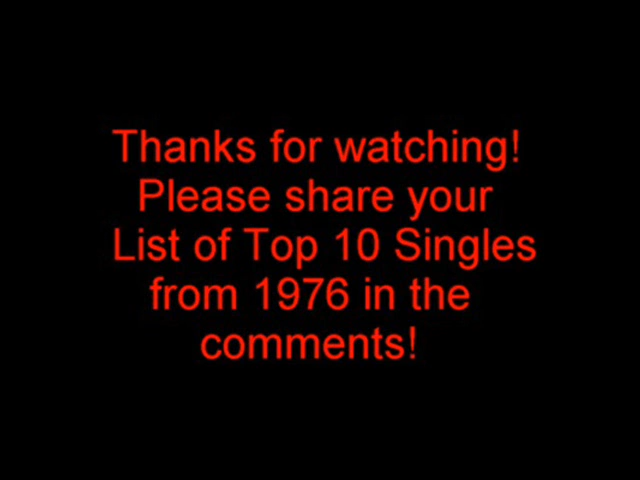 Thanks for watching!
Please share your
List of Top 10 Singles
from 1976 in the
comments!